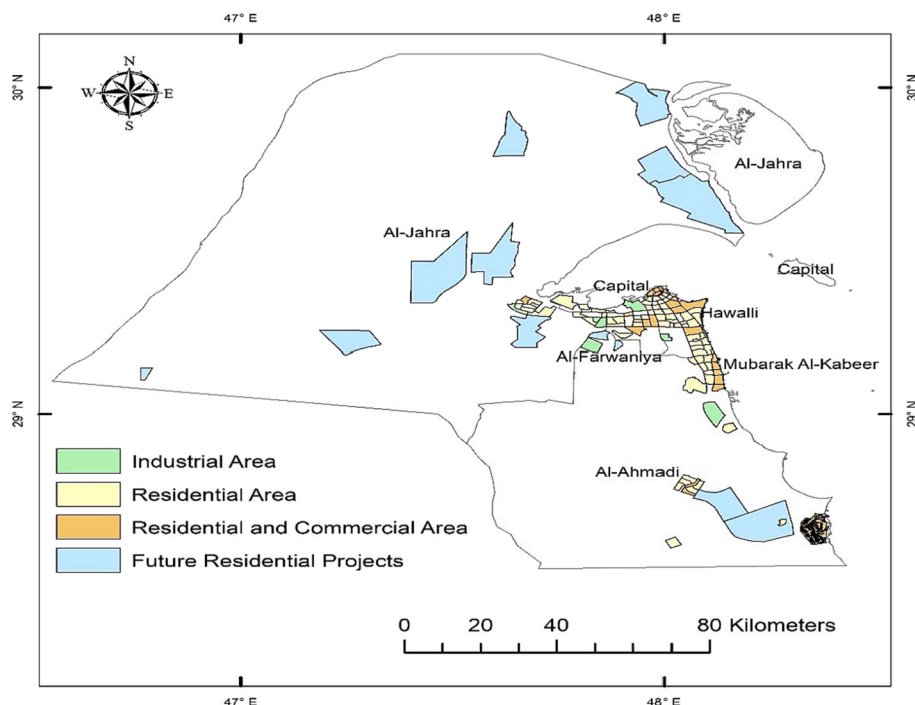 47° E
48° E
30° N
30° N
N
W
E
S
Al-Jahra
Al-Jahra
Capital
Capital
Hawalli
Al-Farwaniya
Mubarak Al-Kabeer
29° N
29° N
Al-Ahmadi
Industrial Area
Residential Area
Residential and Commercial Area
Future Residential Projects
0 20 40 80 Kilometers
47° E
48° E